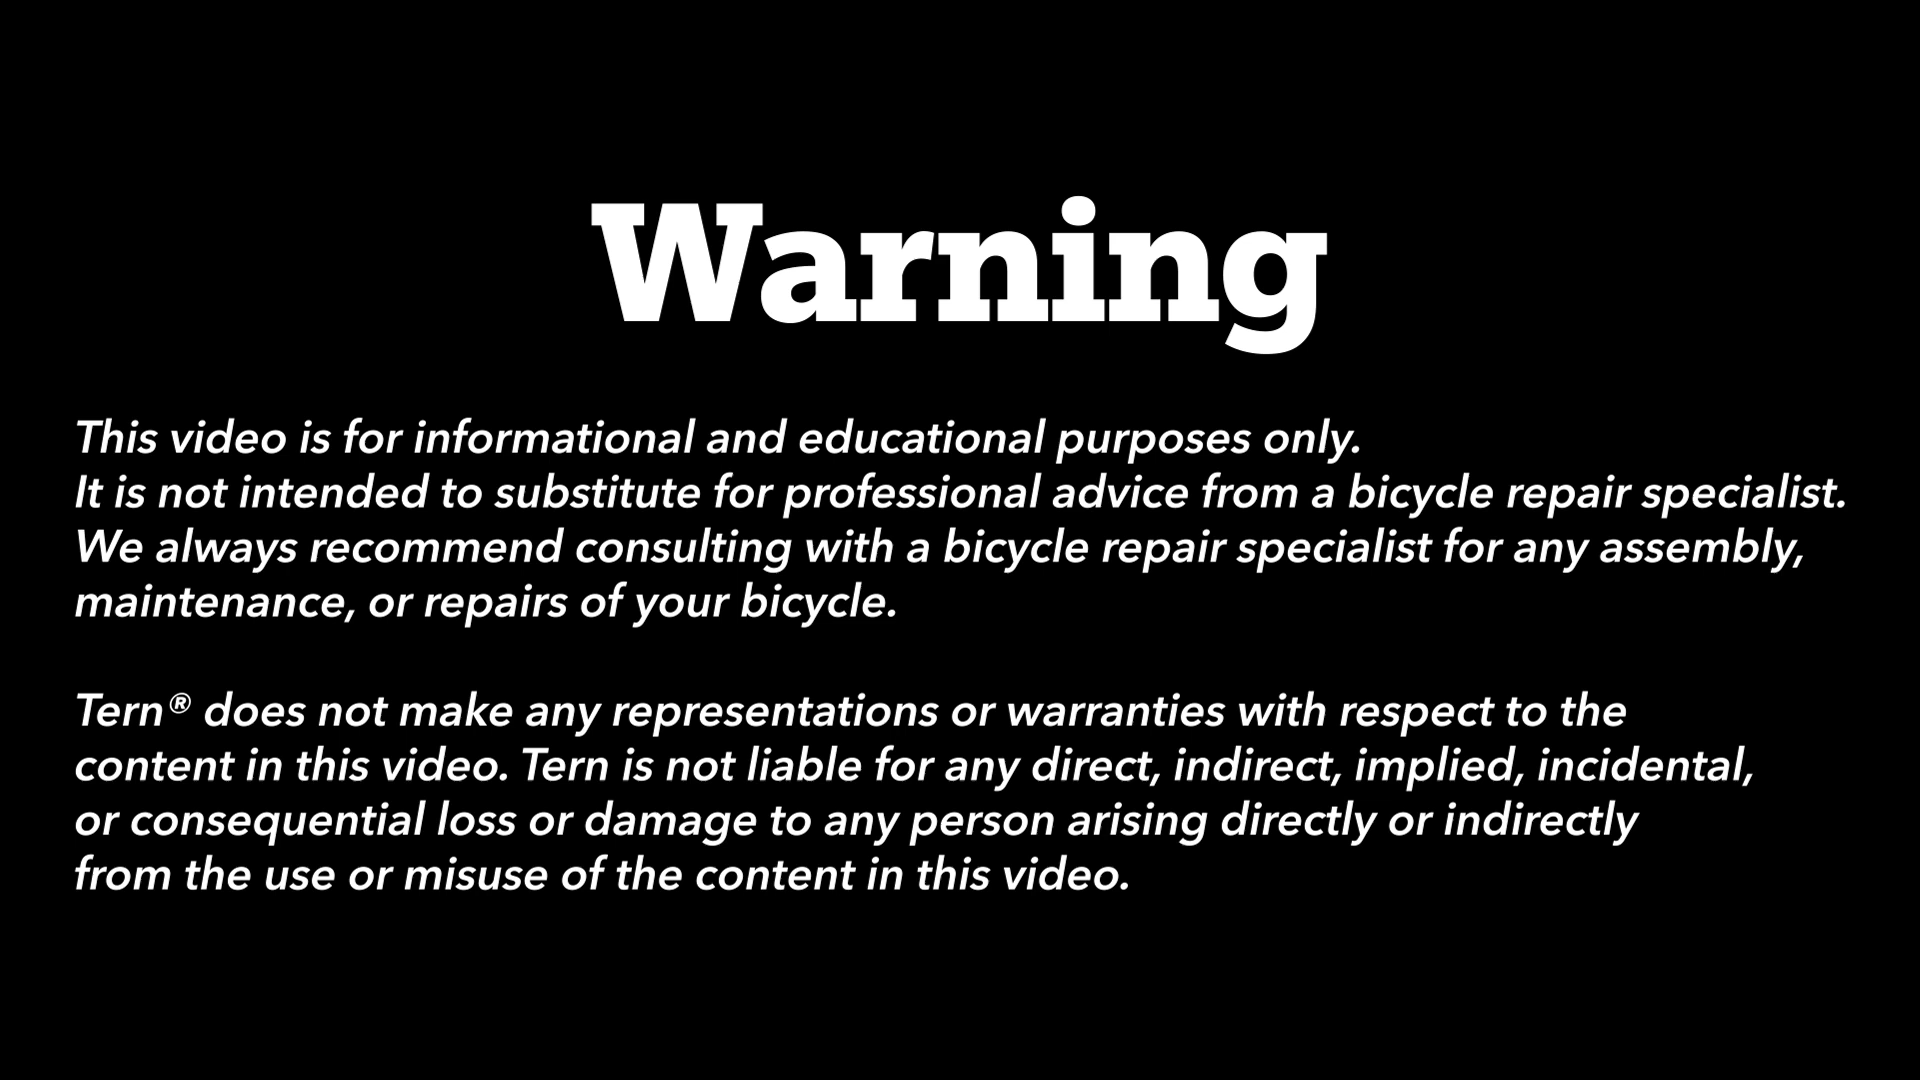 Warning
This video is for informational and educational purposes only.
It is not intended to substitute for professional advice from a bicycle repair specialist.
We always recommend consulting with a bicycle repair specialist for any assembly,
maintenance, or repairs of your bicycle.
Tern® does not make any representations or warranties with respect to the
content in this video. Tern is not liable for any direct, indirect, implied, incidental,
or consequential loss or damage to any person arising directly or indirectly
from the use or misuse of the content in this video.